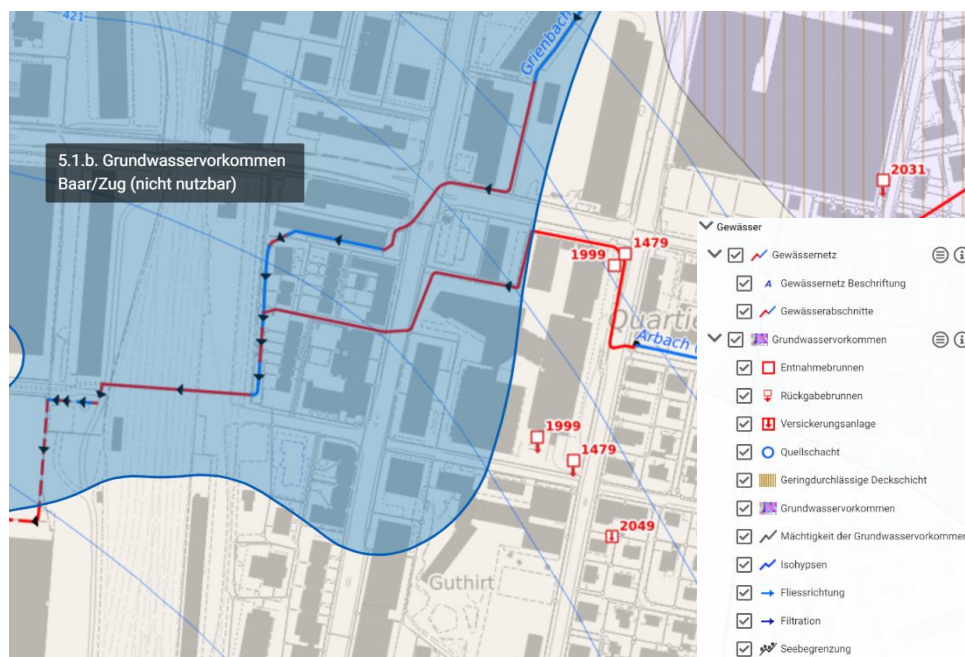 421
Grienbach
5.1.b. Grundwasservorkommen
Baar/Zug (nicht nutzbar)
2031
1479
1999
Quartie
Arbach (
1999
1479
2049
Guthirt
Gewässer
Gewässernetz
A Gewässernetz Beschriftung
Gewässerabschnitte
Grundwasservorkommen
Entnahmebrunnen
Rückgabebrunnen
Versickerungsanlage
Quellschacht
Geringdurchlässige Deckschicht
Grundwasservorkommen
Mächtigkeit der Grundwasservorkommen
Isohypsen
Fliessrichtung
Filtration
Seebegrenzung